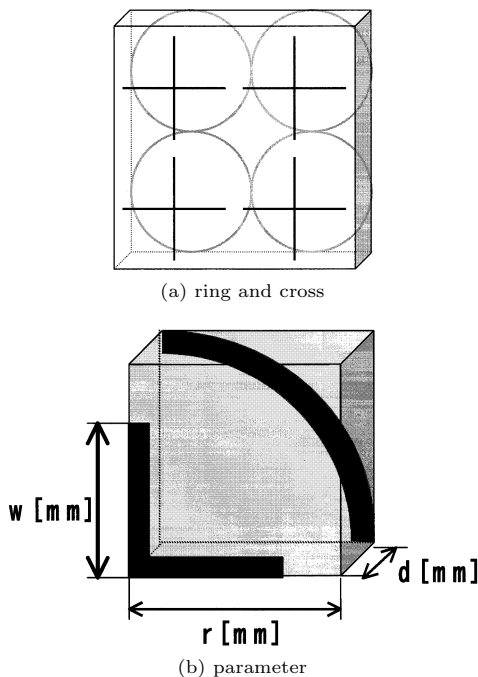 (a) ring and cross
w [mm]
d [mm]
r [mm]
(b) parameter